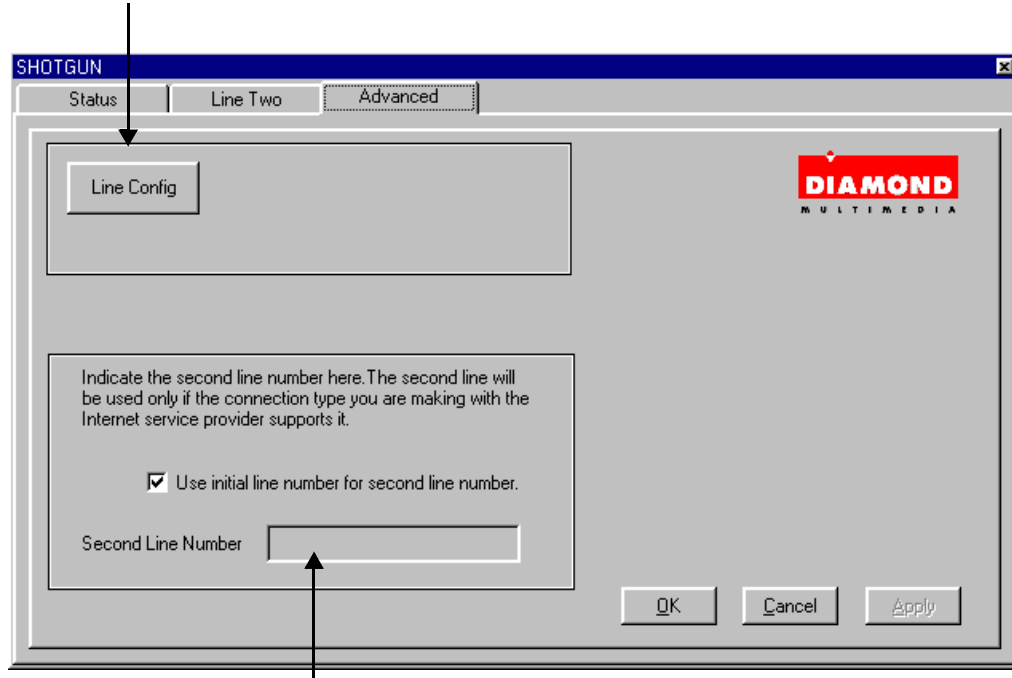 SHOTGUN
Status
Line Two
Advanced
Line Config
DIAMOND
MULTIMEDIA
Indicate the second line number here.The second line will
be used only if the connection type you are making with the
Internet service provider supports it.
Use initial line number for second line number.
Second Line Number
OK
Cancel
Apply